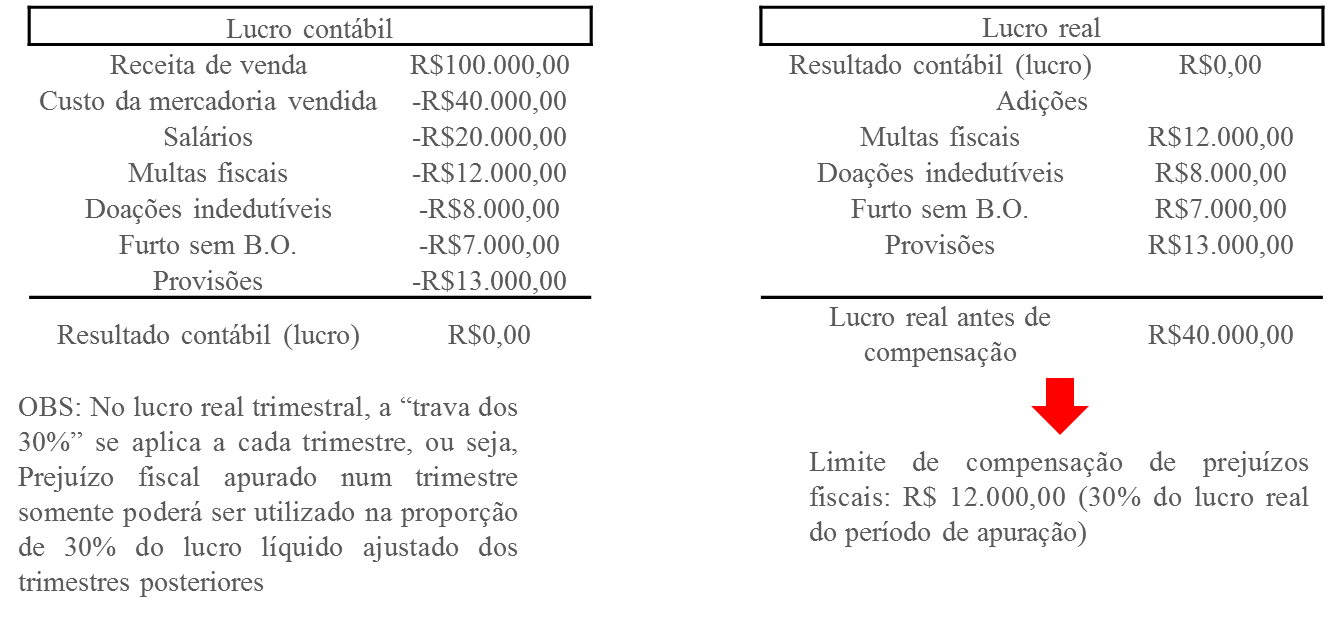 Lucro contábil
Receita de venda R$100.000,00
Custo da mercadoria vendida -R$40.000,00
Salários -R$20.000,00
Multas fiscais -R$12.000,00
Doações indedutíveis -R$8.000,00
Furto sem B.O. -R$7.000,00
Provisões -R$13.000,00
Resultado contábil (lucro) R$0,00
OBS: No lucro real trimestral, a “trava dos
30%” se aplica a cada trimestre, ou seja,
Prejuízo fiscal apurado num trimestre
somente poderá ser utilizado na proporção
de 30% do lucro líquido ajustado dos
trimestres posteriores
Lucro real
Resultado contábil (lucro) R$0,00
Adições
Multas fiscais R$12.000,00
Doações indedutíveis R$8.000,00
Furto sem B.O. R$7.000,00
Provisões R$13.000,00
Lucro real antes de
compensação R$40.000,00
Limite de compensação de prejuízos
fiscais: R$ 12.000,00 (30% do lucro real
do período de apuração)